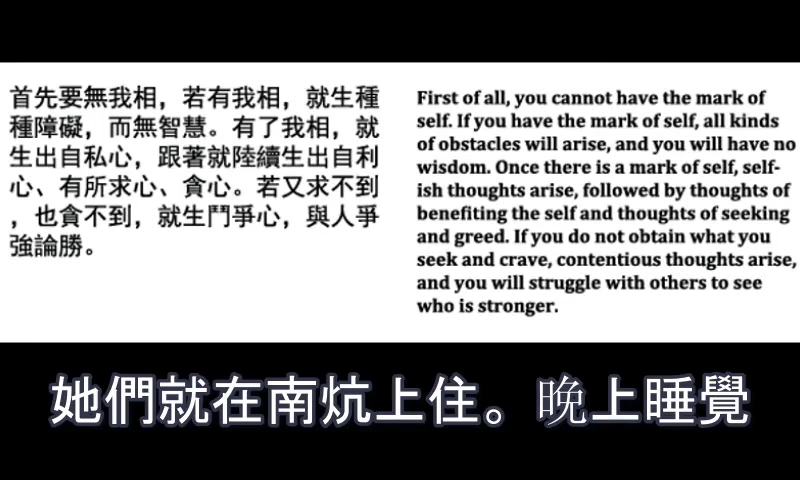 首先要無我相，若有我相，就生種
種障礙，而無智慧。有了我相，就
生出自私心，跟著就陸續生出自利
心、有所求心、貪心。若又求不到
，也貪不到，就生鬥爭心，與人爭
強論勝。
First of all, you cannot have the mark of
self. If you have the mark of self, all kinds
of obstacles will arise, and you will have no
wisdom. Once there is a mark of self, self-
ish thoughts arise, followed by thoughts of
benefiting the self and thoughts of seeking
and greed. If you do not obtain what you
seek and crave, contentious thoughts arise,
and you will struggle with others to see
who is stronger.
她們就在南炕上住。晚上睡覺